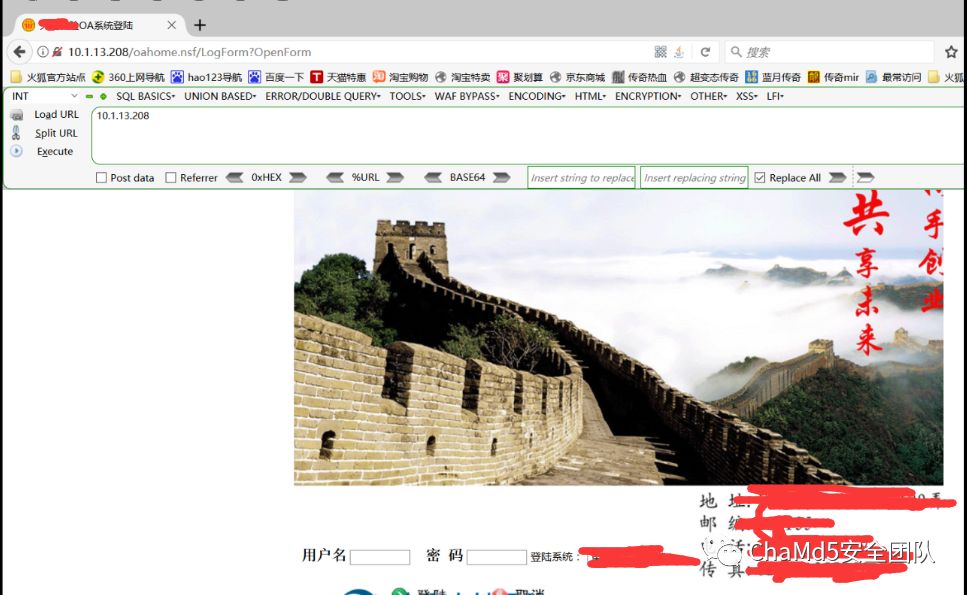 OA系统登陆
10.1.13.208/oahome.nsf/LogForm?OpenForm
搜索
火狐官方站点 360上网导航 hao123导航 百度一下 天猫特惠 淘宝购物 淘宝特卖 聚划算 京东商城 传奇热血 超变态传奇 蓝月传奇 传奇mir 最常访问 火狐
INT SQL BASICS UNION BASED ERROR/DOUBLE QUERY TOOLS WAF BYPASS ENCODING HTML ENCRYPTION OTHER XSS LFI
Load URL
10.1.13.208
Split URL
Execute
Post data Referrer 0xHEX %URL BASE64 Insert string to replace Insert replacing string Replace All
手创业
共享未来
地 址:
邮 编
传 真
ChaMd5安全团队
用户名 密 码 登陆系统:
登陆 取消